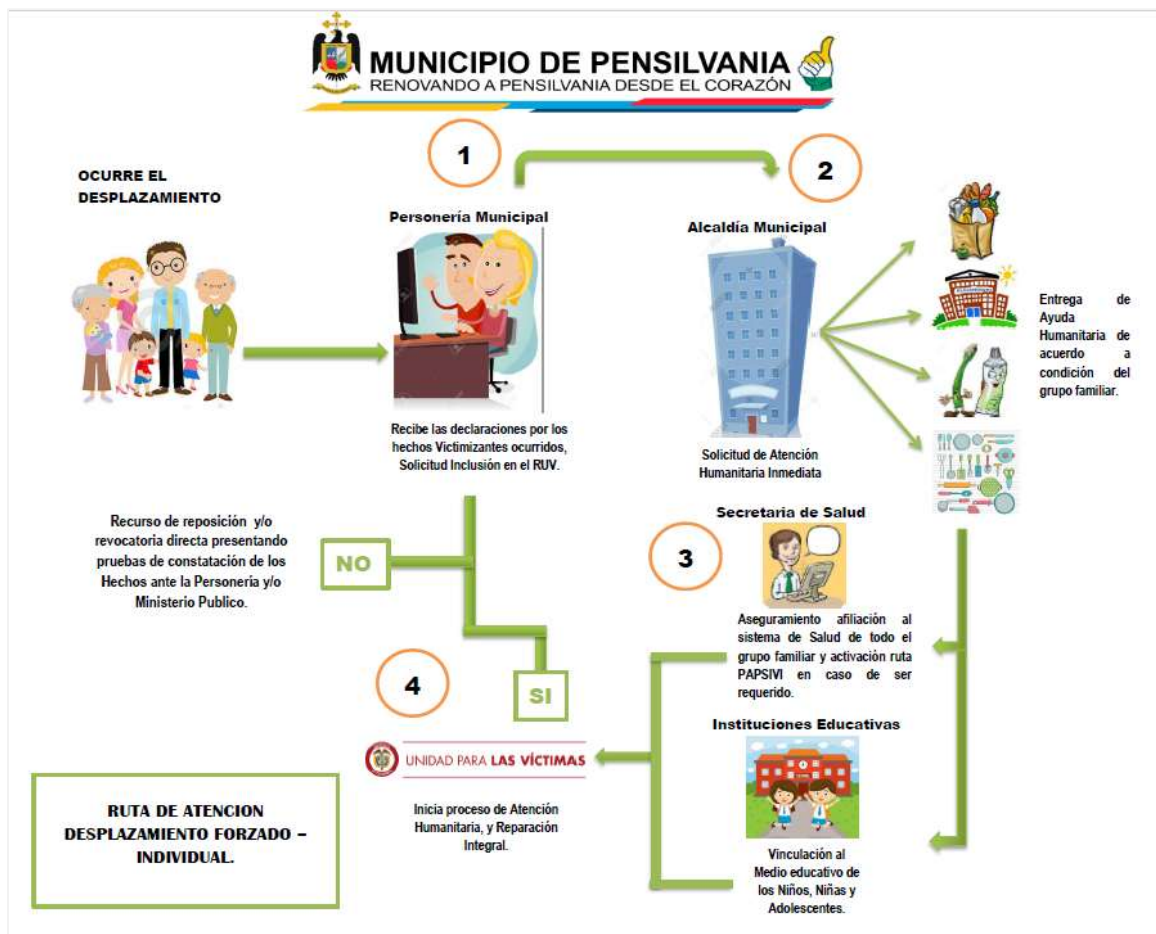 MUNICIPIO DE PENSILVANIA
RENOVANDO A PENSILVANIA DESDE EL CORAZÓN
OCURRE EL
DESPLAZAMIENTO
1
Personería Municipal
Recibe las declaraciones por los
hechos Victimizantes ocurridos,
Solicitud Inclusión en el RUV.
2
Alcaldía Municipal
Solicitud de Atención
Humanitaria Inmediata
Entrega de
Ayuda
Humanitaria de
acuerdo a
condición del
grupo familiar.
Recurso de reposición y/o
revocatoria directa presentando
pruebas de constatación de los
Hechos ante la Personería y/o
Ministerio Publico.
NO
SI
3
Secretaria de Salud
Aseguramiento afiliación al
sistema de Salud de todo el
grupo familiar y activación ruta
PAPSIVI en caso de ser
requerido.
Instituciones Educativas
Vinculación al
Medio educativo de
los Niños, Niñas y
Adolescentes.
4
UNIDAD PARA LAS VÍCTIMAS
Inicia proceso de Atención
Humanitaria, y Reparación
Integral.
RUTA DE ATENCION
DESPLAZAMIENTO FORZADO –
INDIVIDUAL.